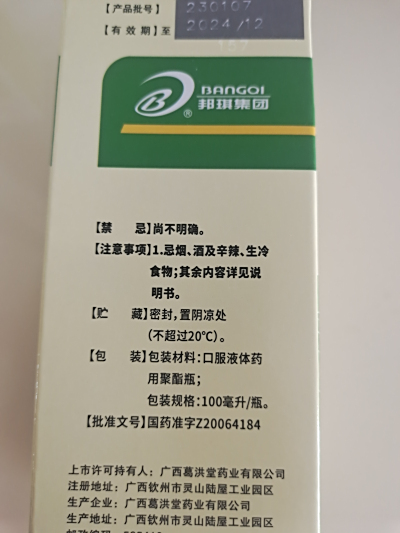 【产品批号】 230107
【有 效 期】至 2024/12
BANGQI
邦琪集团
®
【禁 忌】尚不明确。
【注意事项】1.忌烟、酒及辛辣、生冷
食物；其余内容详见说
明书。
【贮 藏】密封，置阴凉处
（不超过20℃）。
【包 装】包装材料：口服液体药
用聚酯瓶；
包装规格：100毫升/瓶。
【批准文号】国药准字Z20064184
上市许可持有人：广西葛洪堂药业有限公司
注册地址：广西钦州市灵山陆屋工业园区
生产企业：广西葛洪堂药业有限公司
生产地址：广西钦州市灵山陆屋工业园区